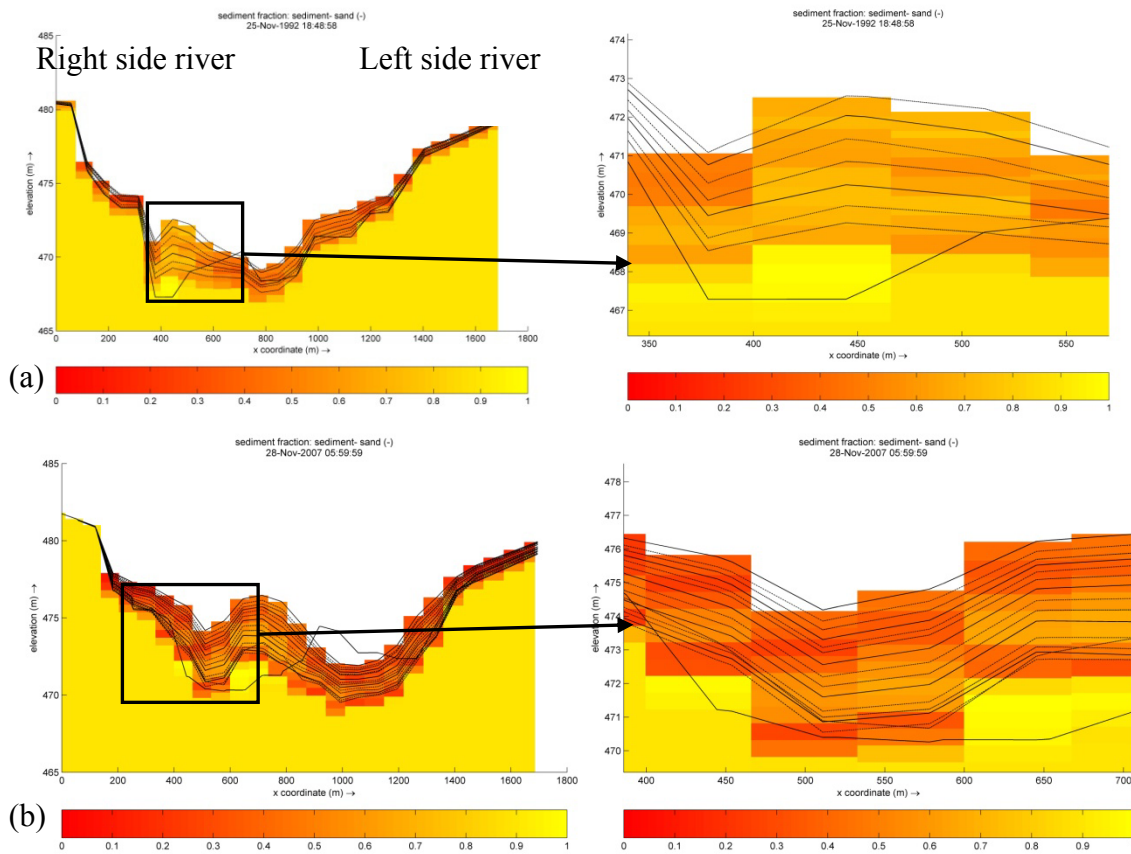 sediment fraction: sediment- sand (-)
25-Nov-1992 18:48:58
Right side river
Left side river
485
480
475
470
465
elevation (m) →
0 200 400 600 800 1000 1200 1400 1600 1800
x coordinate (m) →
(a)
0 0.1 0.2 0.3 0.4 0.5 0.6 0.7 0.8 0.9 1
sediment fraction: sediment- sand (-)
25-Nov-1992 18:48:58
474
473
472
471
470
469
468
467
elevation (m) →
350 400 450 500 550
x coordinate (m) →
0 0.1 0.2 0.3 0.4 0.5 0.6 0.7 0.8 0.9 1
sediment fraction: sediment- sand (-)
28-Nov-2007 05:59:59
485
480
475
470
465
elevation (m) →
0 200 400 600 800 1000 1200 1400 1600 1800
x coordinate (m) →
(b)
0 0.1 0.2 0.3 0.4 0.5 0.6 0.7 0.8 0.9 1
sediment fraction: sediment- sand (-)
28-Nov-2007 05:59:59
478
477
476
475
474
473
472
471
470
elevation (m) →
400 450 500 550 600 650 700
x coordinate (m) →
0 0.1 0.2 0.3 0.4 0.5 0.6 0.7 0.8 0.9